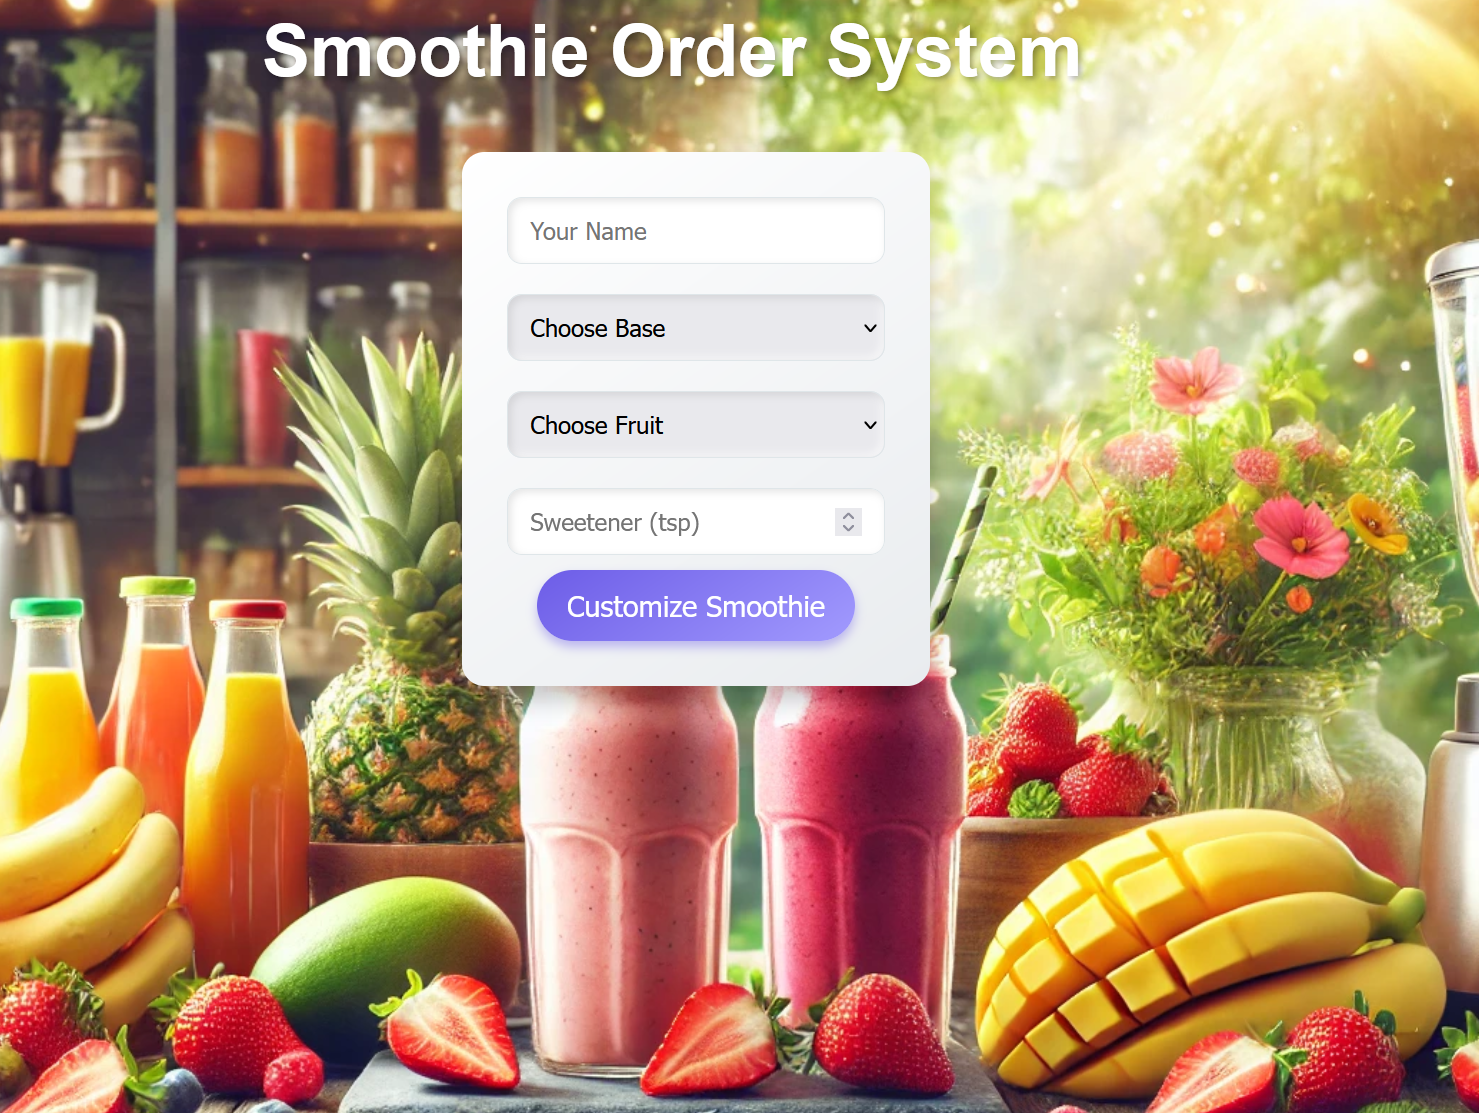 Smoothie Order System
Your Name
Choose Base
Choose Fruit
Sweetener (tsp)
Customize Smoothie